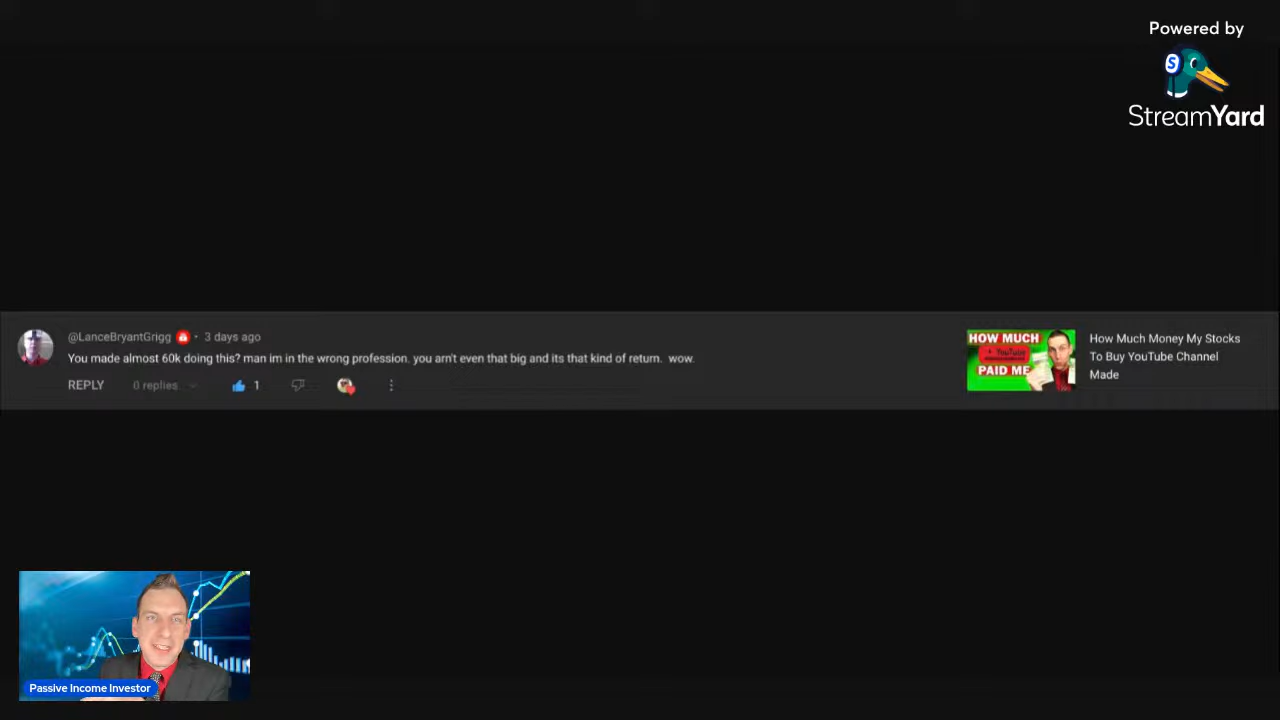 Powered by
StreamYard
@LanceBryantGrigg · 3 days ago
You made almost 60k doing this? man im in the wrong profession. you arn't even that big and its that kind of return. wow.
REPLY 0 replies 1
HOW MUCH
YouTube
PAID ME
How Much Money My Stocks
To Buy YouTube Channel
Made
Passive Income Investor